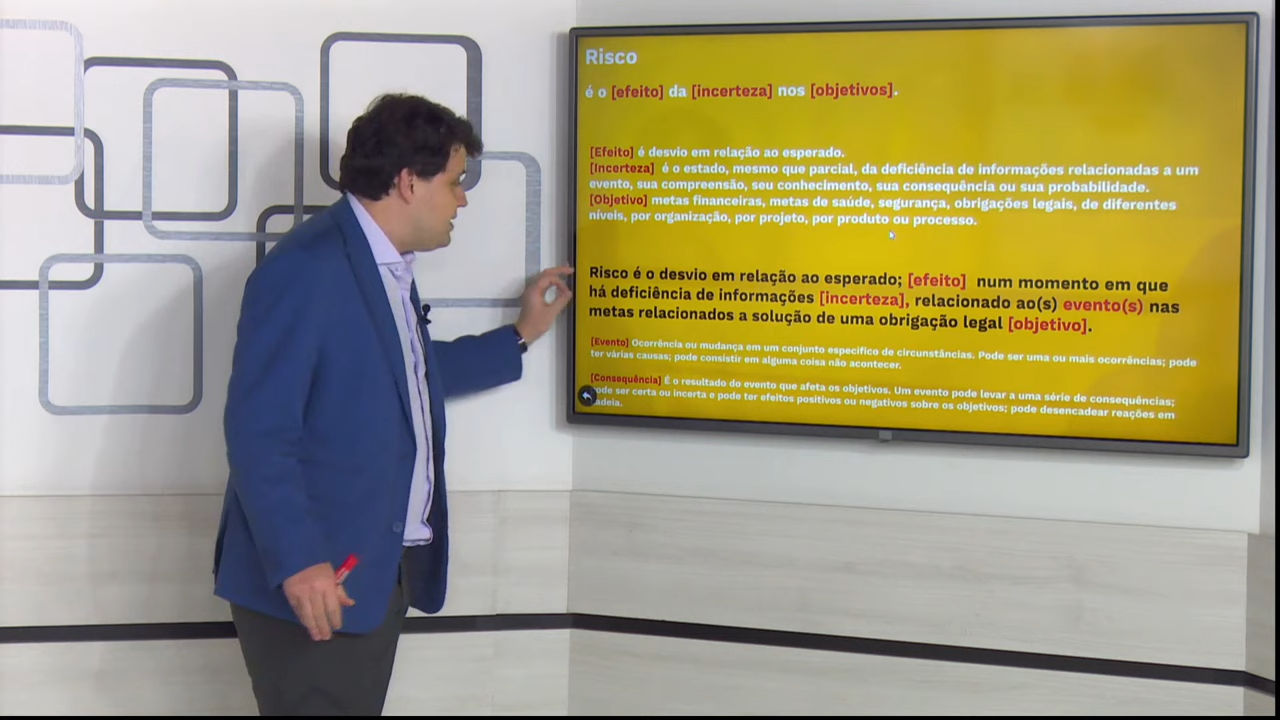 Risco
é o [efeito] da [incerteza] nos [objetivos].
[Efeito] é desvio em relação ao esperado.
[Incerteza] é o estado, mesmo que parcial, da deficiência de informações relacionadas a um
evento, sua compreensão, seu conhecimento, sua consequência ou sua probabilidade.
[Objetivo] metas financeiras, metas de saúde, segurança, obrigações legais, de diferentes
níveis, por organização, por projeto, por produto ou processo.
Risco é o desvio em relação ao esperado; [efeito] num momento em que
há deficiência de informações [incerteza], relacionado ao(s) evento(s) nas
metas relacionados a solução de uma obrigação legal [objetivo].
[Evento] Ocorrência ou mudança em um conjunto específico de circunstâncias. Pode ser uma ou mais ocorrências; pode
ter várias causas; pode consistir em alguma coisa não acontecer.
[Consequência] É o resultado do evento que afeta os objetivos. Um evento pode levar a uma série de consequências;
pode ser certa ou incerta e pode ter efeitos positivos ou negativos sobre os objetivos; pode desencadear reações em
cadeia.